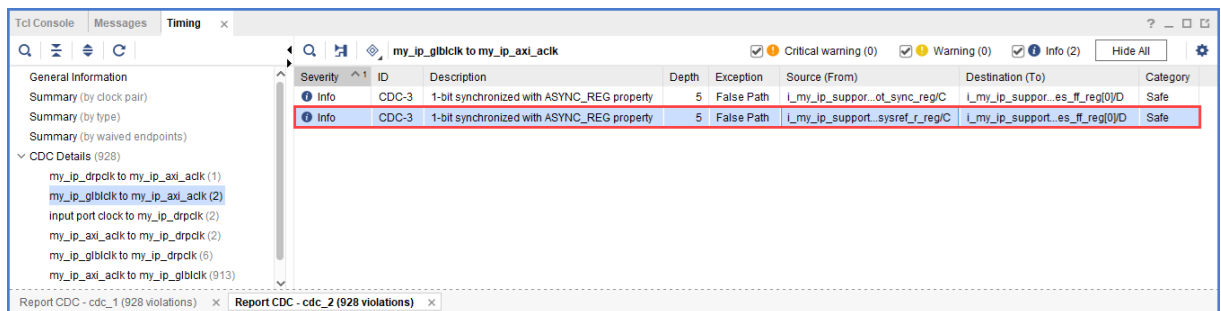 Tcl Console Messages Timing × ? _
my_ip_glblclk to my_ip_axi_aclk Critical warning (0) Warning (0) Info (2) Hide All
General Information
Summary (by clock pair)
Summary (by type)
Summary (by waived endpoints)
CDC Details (928)
my_ip_drpclk to my_ip_axi_aclk (1)
my_ip_glblclk to my_ip_axi_aclk (2)
input port clock to my_ip_drpclk (2)
my_ip_axi_aclk to my_ip_drpclk (2)
my_ip_glblclk to my_ip_drpclk (6)
my_ip_axi_aclk to my_ip_glblclk (913)
Severity 1 ID Description Depth Exception Source (From) Destination (To) Category
Info CDC-3 1-bit synchronized with ASYNC_REG property 5 False Path i_my_ip_suppor...ot_sync_reg/C i_my_ip_suppor...es_ff_reg[0]/D Safe
Info CDC-3 1-bit synchronized with ASYNC_REG property 5 False Path i_my_ip_support...sysref_r_reg/C i_my_ip_support...es_ff_reg[0]/D Safe
Report CDC - cdc_1 (928 violations) × Report CDC - cdc_2 (928 violations) ×